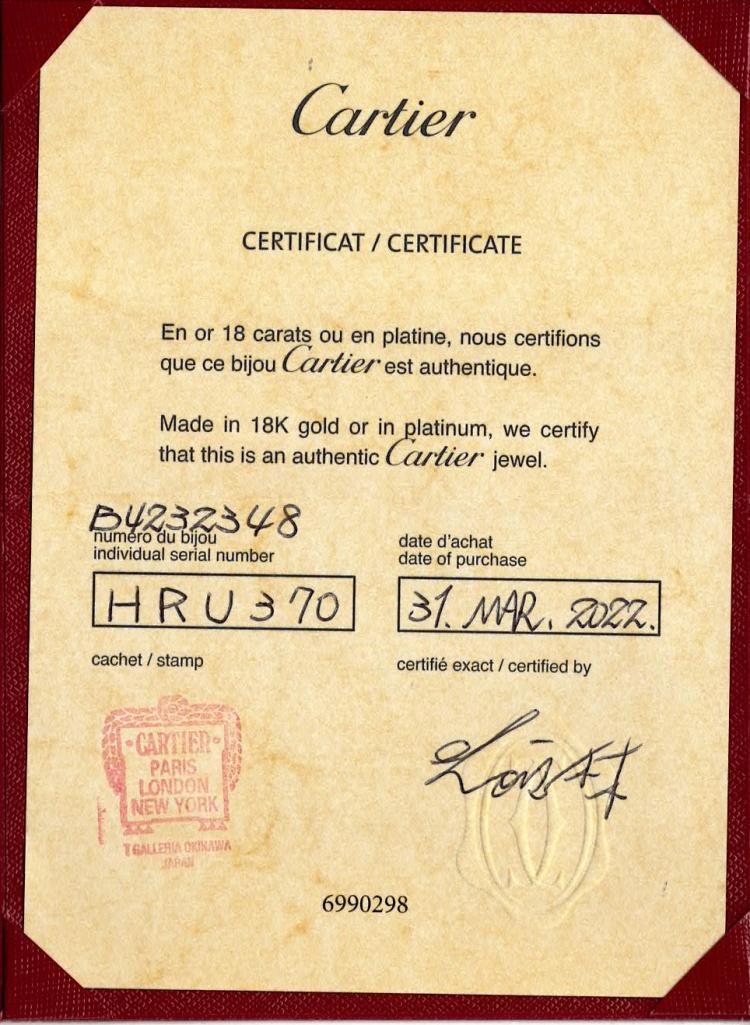 Cartier
CERTIFICAT / CERTIFICATE
En or 18 carats ou en platine, nous certifions
que ce bijou Cartier est authentique.
Made in 18K gold or in platinum, we certify
that this is an authentic Cartier jewel.
B4232348
numéro du bijou
individual serial number
HRU370
date d'achat
date of purchase
31. MAR. 2022.
cachet / stamp
certifié exact / certified by
CARTIER
PARIS
LONDON
NEW YORK
T GALLERIA OKINAWA
JAPAN
6990298